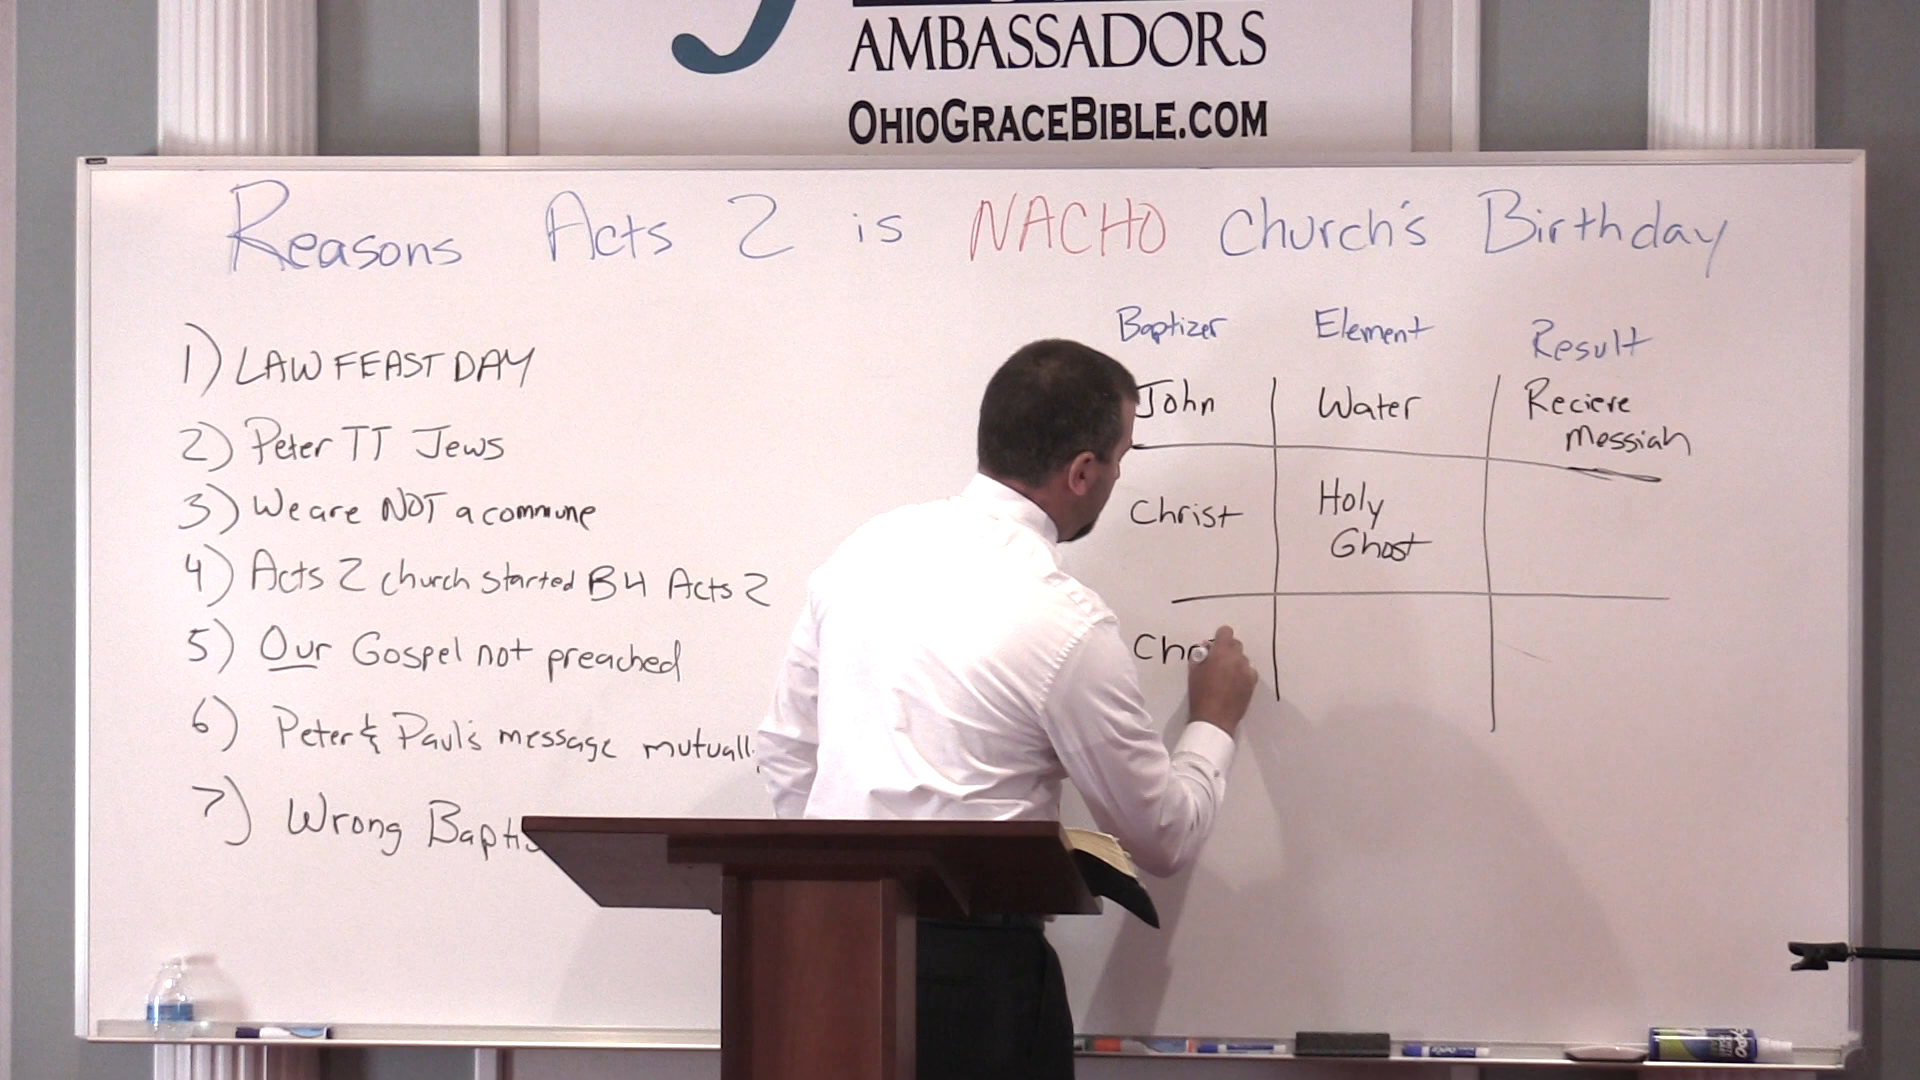 AMBASSADORS
OHIOGRACEBIBLE.COM
Reasons Acts 2 is NACHO Church's Birthday
1) LAW FEAST DAY
2) Peter TT Jews
3) We are NOT a commune
4) Acts 2 church started B4 Acts 2
5) Our Gospel not preached
6) Peter & Paul's message
7) Wrong
Baptizer Element Result
John Water Reciere
Messiah
Christ Holy
Ghost